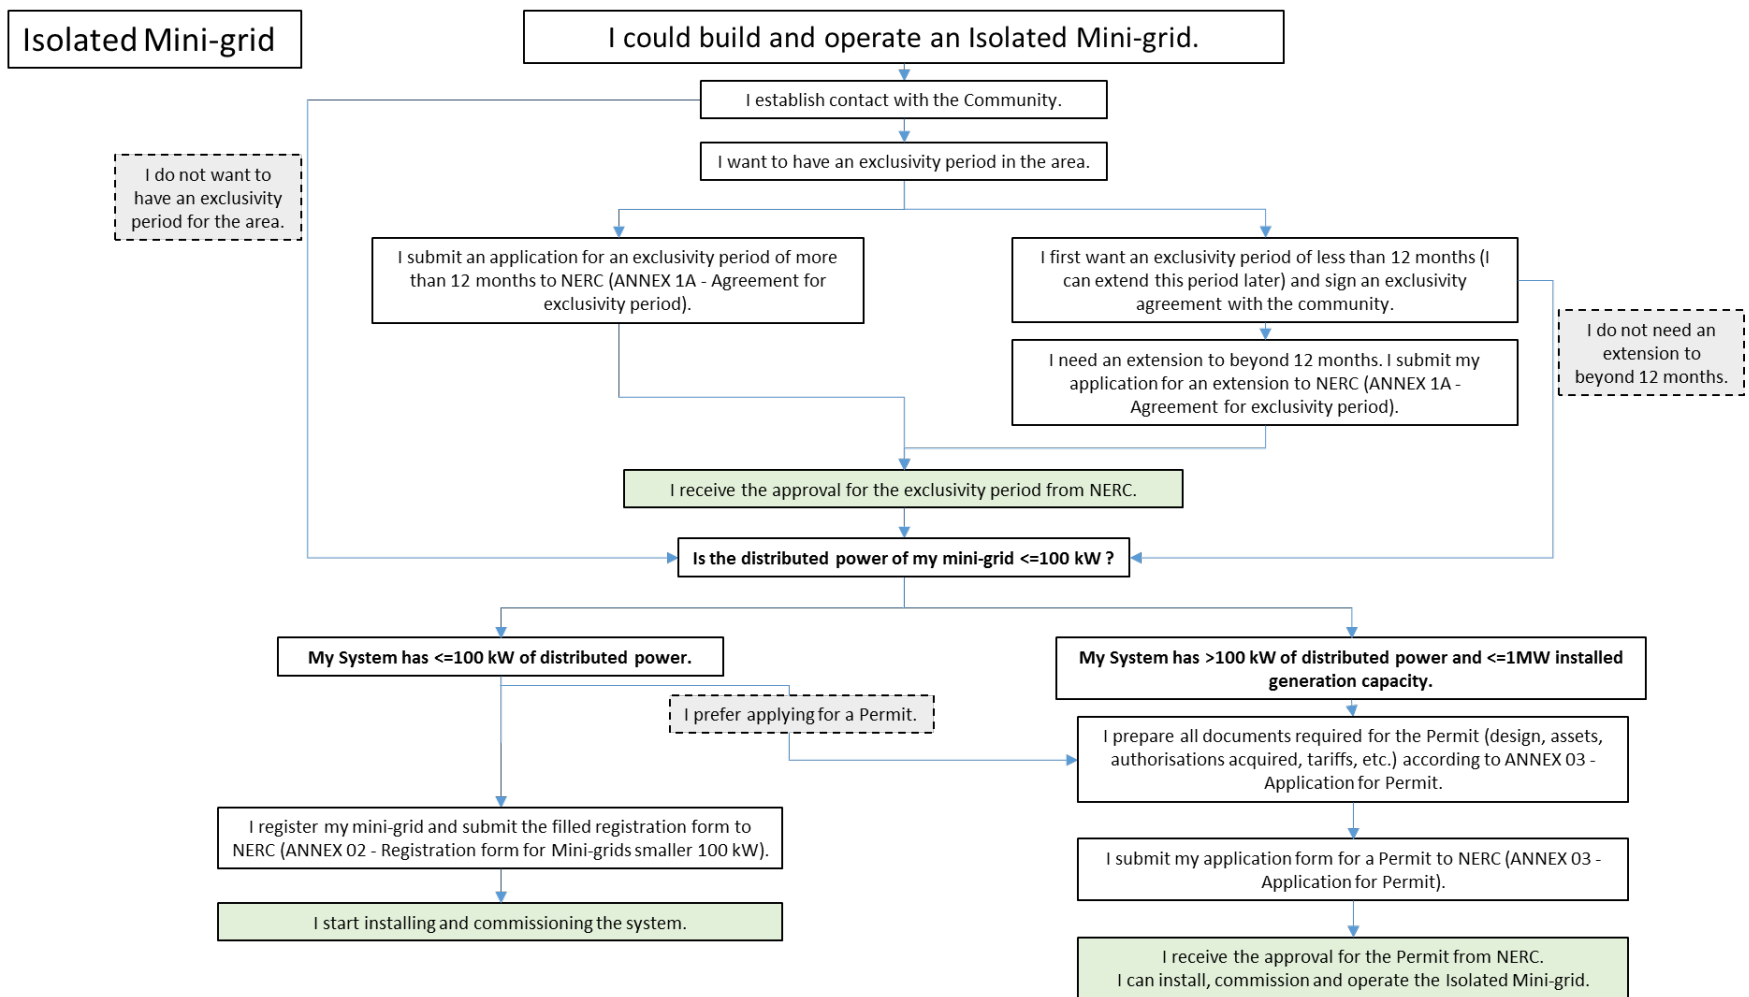 Isolated Mini-grid
I could build and operate an Isolated Mini-grid.
I establish contact with the Community.
I do not want to
have an exclusivity
period for the area.
I want to have an exclusivity period in the area.
I submit an application for an exclusivity period of more
than 12 months to NERC (ANNEX 1A - Agreement for
exclusivity period).
I first want an exclusivity period of less than 12 months (I
can extend this period later) and sign an exclusivity
agreement with the community.
I do not need an
extension to
beyond 12 months.
I need an extension to beyond 12 months. I submit my
application for an extension to NERC (ANNEX 1A -
Agreement for exclusivity period).
I receive the approval for the exclusivity period from NERC.
Is the distributed power of my mini-grid <=100 kW ?
My System has <=100 kW of distributed power.
My System has >100 kW of distributed power and <=1MW installed
generation capacity.
I prefer applying for a Permit.
I prepare all documents required for the Permit (design, assets,
authorisations acquired, tariffs, etc.) according to ANNEX 03 -
Application for Permit.
I register my mini-grid and submit the filled registration form to
NERC (ANNEX 02 - Registration form for Mini-grids smaller 100 kW).
I submit my application form for a Permit to NERC (ANNEX 03 -
Application for Permit).
I start installing and commissioning the system.
I receive the approval for the Permit from NERC.
I can install, commission and operate the Isolated Mini-grid.